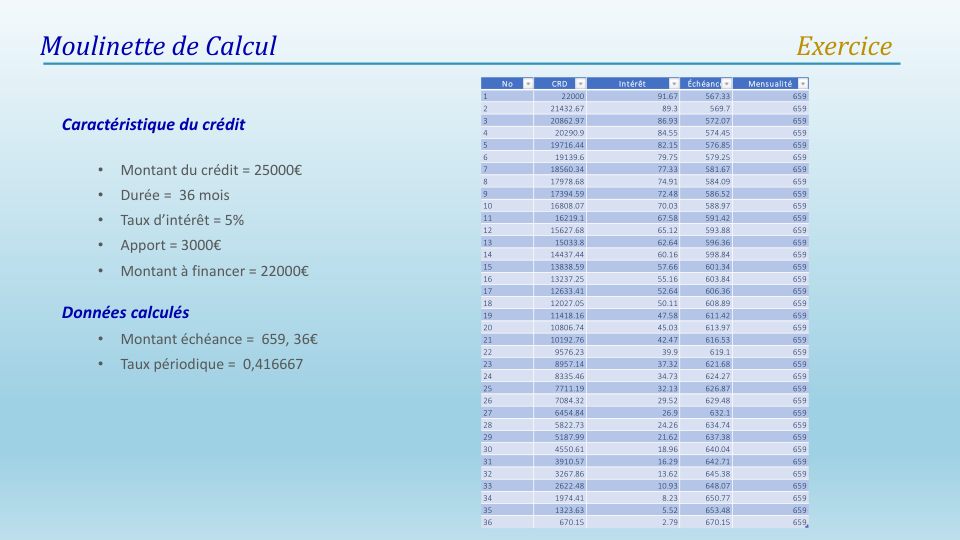 Moulinette de Calcul
Exercice
Caractéristique du crédit
• Montant du crédit = 25000€
• Durée = 36 mois
• Taux d’intérêt = 5%
• Apport = 3000€
• Montant à financer = 22000€
Données calculés
• Montant échéance = 659, 36€
• Taux périodique = 0,416667
No CRD Intérêt Échéanc Mensualité
1 22000 91.67 567.33 659
2 21432.67 89.3 569.7 659
3 20862.97 86.93 572.07 659
4 20290.9 84.55 574.45 659
5 19716.44 82.15 576.85 659
6 19139.6 79.75 579.25 659
7 18560.34 77.33 581.67 659
8 17978.68 74.91 584.09 659
9 17394.59 72.48 586.52 659
10 16808.07 70.03 588.97 659
11 16219.1 67.58 591.42 659
12 15627.68 65.12 593.88 659
13 15033.8 62.64 596.36 659
14 14437.44 60.16 598.84 659
15 13838.59 57.66 601.34 659
16 13237.25 55.16 603.84 659
17 12633.41 52.64 606.36 659
18 12027.05 50.11 608.89 659
19 11418.16 47.58 611.42 659
20 10806.74 45.03 613.97 659
21 10192.76 42.47 616.53 659
22 9576.23 39.9 619.1 659
23 8957.14 37.32 621.68 659
24 8335.46 34.73 624.27 659
25 7711.19 32.13 626.87 659
26 7084.32 29.52 629.48 659
27 6454.84 26.9 632.1 659
28 5822.73 24.26 634.74 659
29 5187.99 21.62 637.38 659
30 4550.61 18.96 640.04 659
31 3910.57 16.29 642.71 659
32 3267.86 13.62 645.38 659
33 2622.48 10.93 648.07 659
34 1974.41 8.23 650.77 659
35 1323.63 5.52 653.48 659
36 670.15 2.79 670.15 659